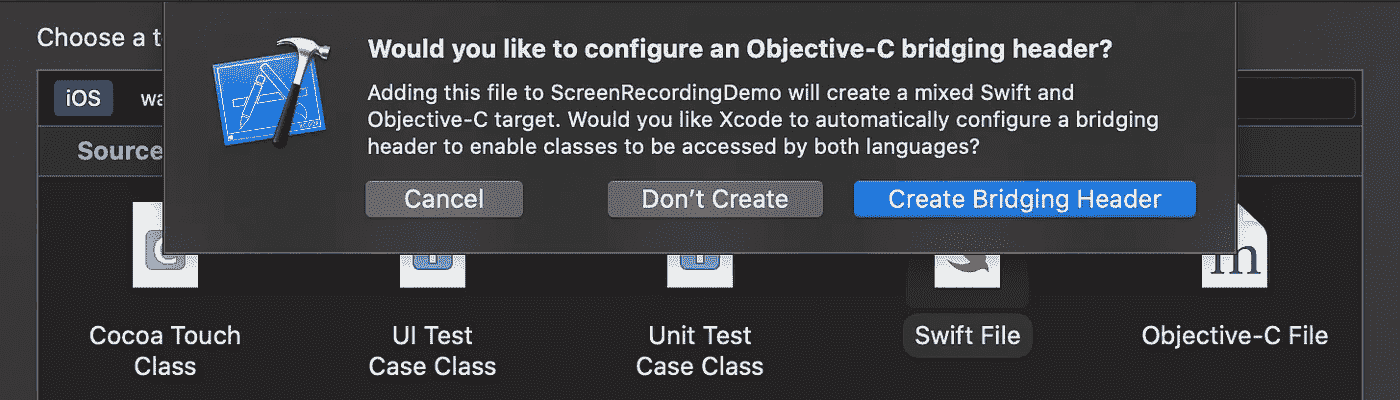 Choose a t
Would you like to configure an Objective-C bridging header?
Adding this file to ScreenRecordingDemo will create a mixed Swift and
Objective-C target. Would you like Xcode to automatically configure a bridging
header to enable classes to be accessed by both languages?
iOS wa
Source
Cancel Don't Create Create Bridging Header
C m
Cocoa Touch
Class
UI Test
Case Class
Unit Test
Case Class
Swift File
Objective-C File